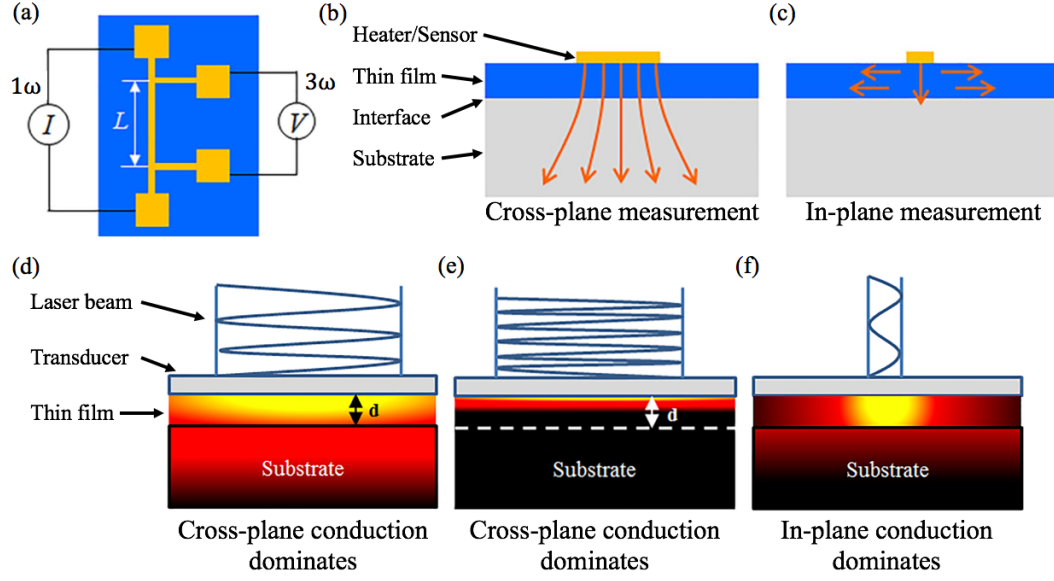 (a)
1ω
I
L
3ω
V
(b)
Heater/Sensor
Thin film
Interface
Substrate
Cross-plane measurement
(c)
In-plane measurement
(d)
Laser beam
Transducer
Thin film
d
Substrate
Cross-plane conduction
dominates
(e)
d
Substrate
Cross-plane conduction
dominates
(f)
Substrate
In-plane conduction
dominates